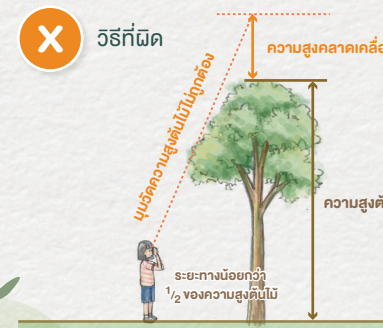 X
วิธีที่ผิด
ความสูงคลาดเคลื่อ
มุมวัดความสูงต้นไม้ไม่ถูกต้อง
ความสูงต้
ระยะทางน้อยกว่า
1/2 ของความสูงต้นไม้